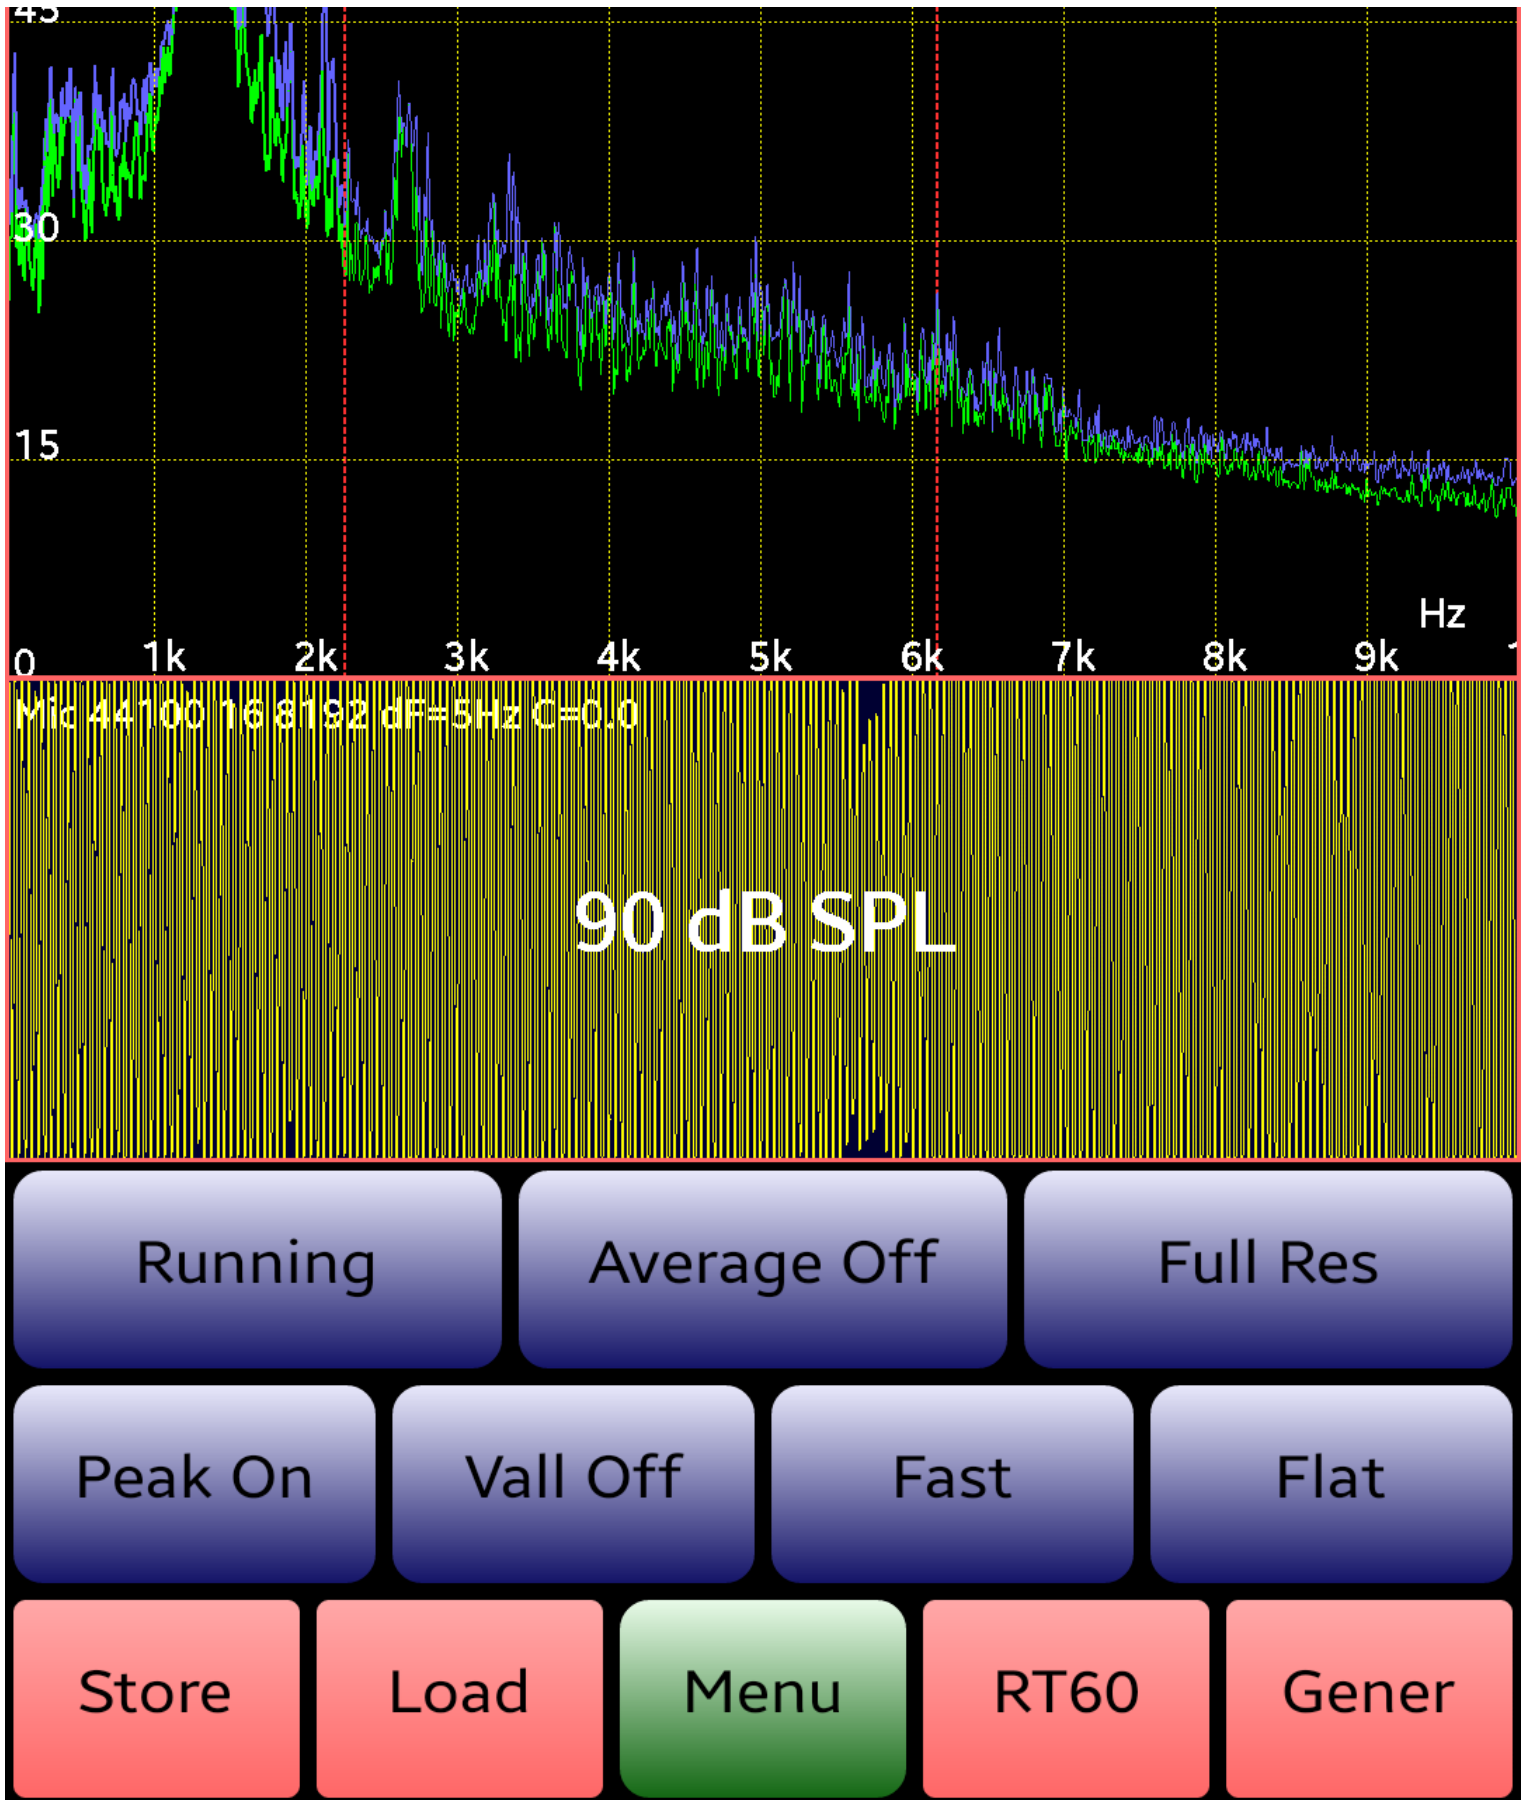 45
30
15
Hz
0 1k 2k 3k 4k 5k 6k 7k 8k 9k
Mic 44100 16 8192 dF=5Hz C=0.0
90 dB SPL
Running Average Off Full Res
Peak On Vall Off Fast Flat
Store Load Menu RT60 Gener